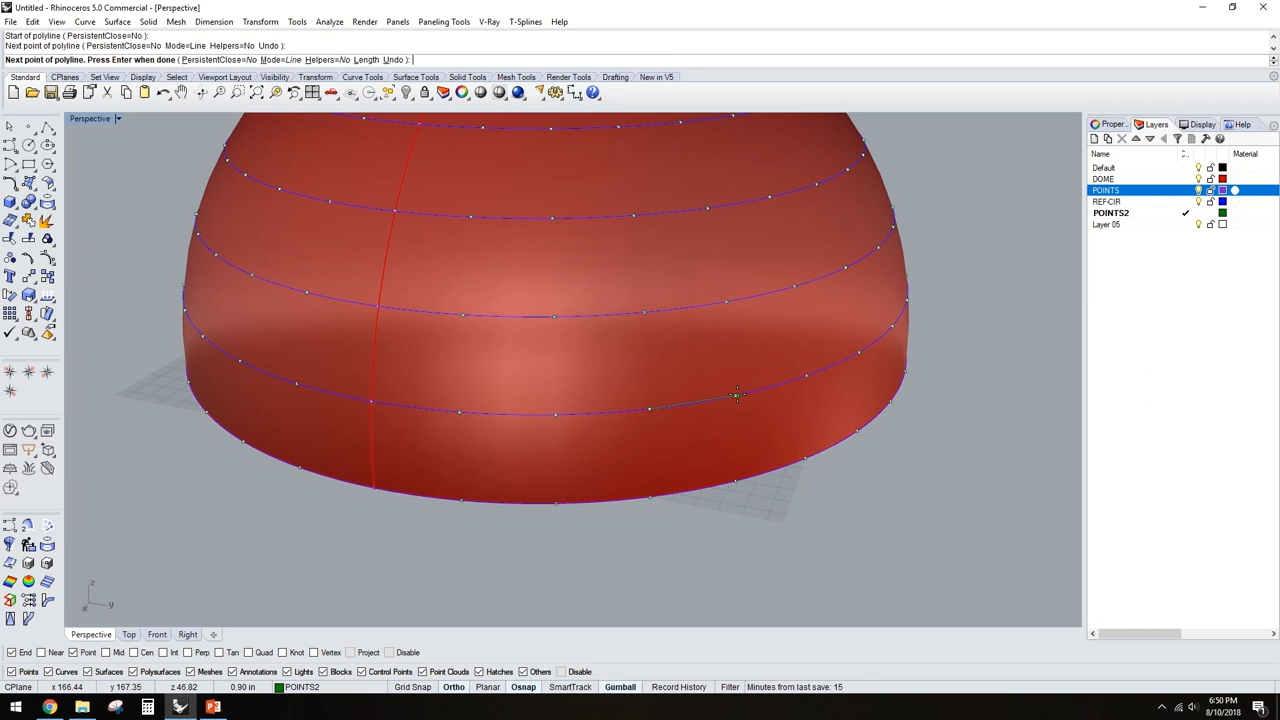 Untitled - Rhinoceros 5.0 Commercial - [Perspective]
File Edit View Curve Surface Solid Mesh Dimension Transform Tools Analyze Render Panels Paneling Tools V-Ray T-Splines Help
Start of polyline ( PersistentClose=No ):
Next point of polyline ( PersistentClose=No Mode=Line Helpers=No Undo ):
Next point of polyline. Press Enter when done ( PersistentClose=No Mode=Line Helpers=No Length Undo ):
Standard CPlanes Set View Display Select Viewport Layout Visibility Transform Curve Tools Surface Tools Solid Tools Mesh Tools Render Tools Drafting New in V5
Perspective
Proper... Layers Display Help
Name Material
Default
DOME
POINTS
REF-CIR
POINTS2
Layer 05
z
x y
Perspective Top Front Right
End Near Point Mid Cen Int Perp Tan Quad Knot Vertex Project Disable
Points Curves Surfaces Polysurfaces Meshes Annotations Lights Blocks Control Points Point Clouds Hatches Others Disable
CPlane x 166.44 y 167.35 z 46.82 0.90 in POINTS2 Grid Snap Ortho Planar Osnap SmartTrack Gumball Record History Filter Minutes from last save: 15
6:50 PM
8/10/2018